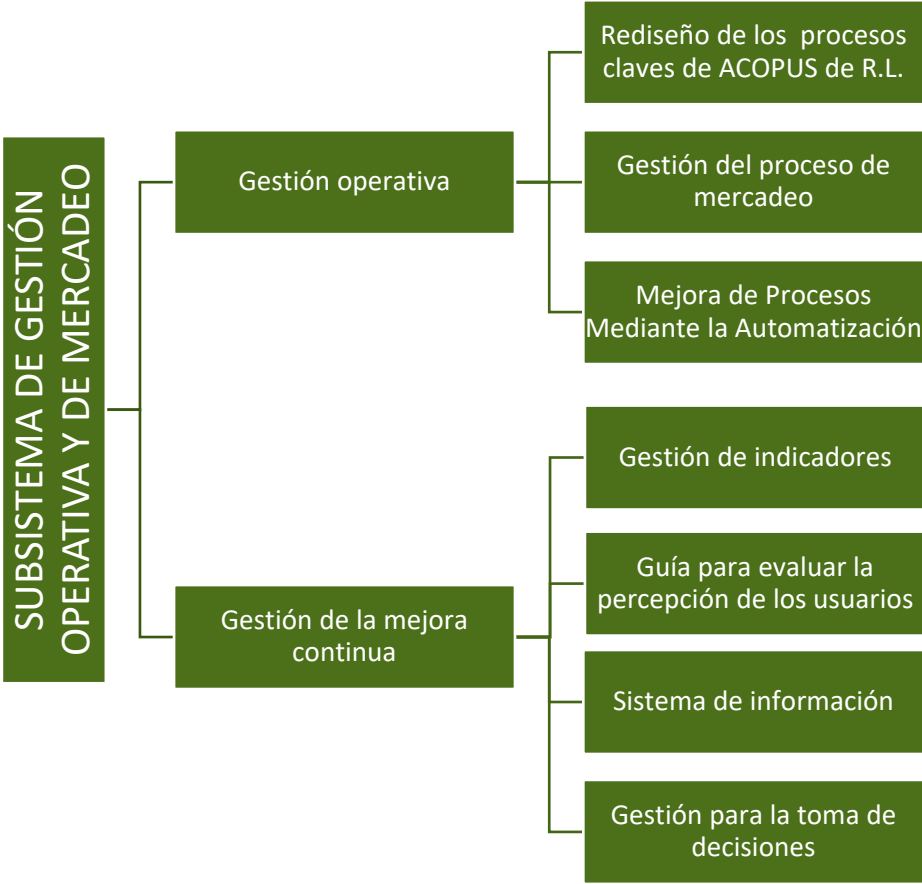 SUBSISTEMA DE GESTIÓN
OPERATIVA Y DE MERCADEO
Gestión operativa
Rediseño de los procesos
claves de ACOPUS de R.L.
Gestión del proceso de
mercadeo
Mejora de Procesos
Mediante la Automatización
Gestión de la mejora
continua
Gestión de indicadores
Guía para evaluar la
percepción de los usuarios
Sistema de información
Gestión para la toma de
decisiones